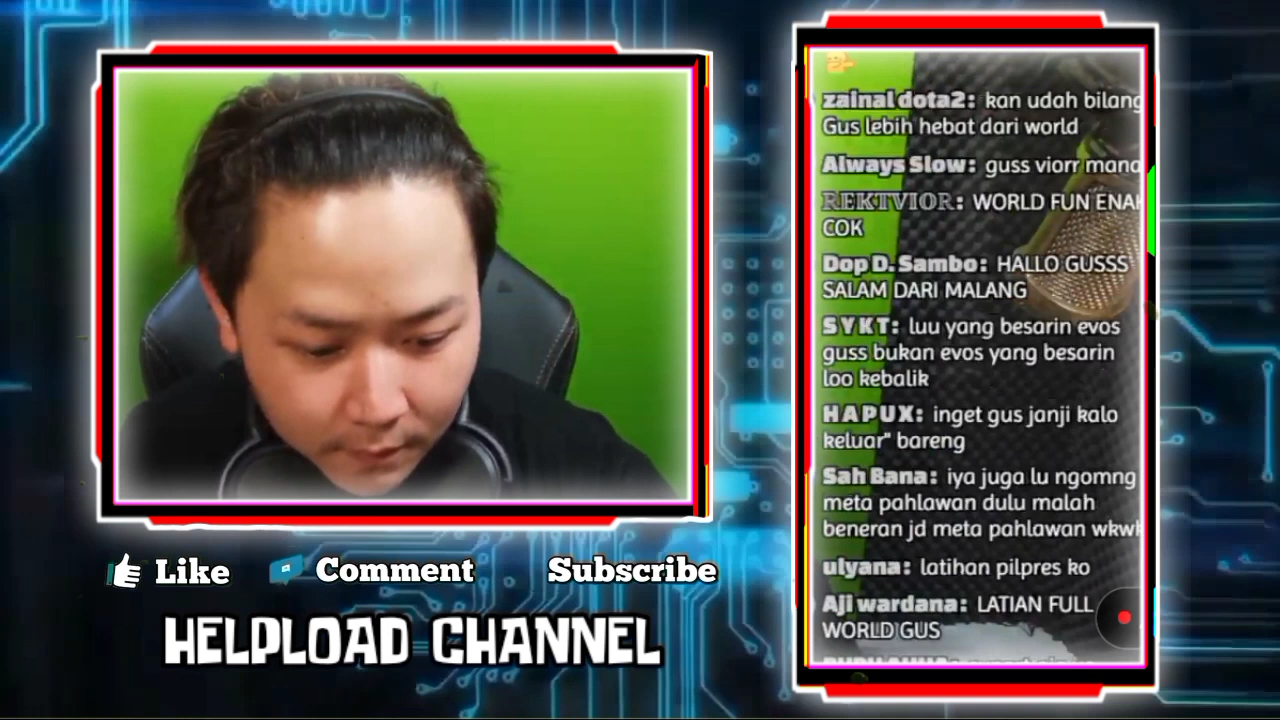 zainal dota2: kan udah bilang
Gus lebih hebat dari world
Always Slow: guss viorr mana
REKTVIOR: WORLD FUN ENAK
COK
Dop D. Sambo: HALLO GUSSS
SALAM DARI MALANG
SYKT: luu yang besarin evos
guss bukan evos yang besarin
loo kebalik
HAPUX: inget gus janji kalo
keluar" bareng
Sah Bana: iya juga lu ngomng
meta pahlawan dulu malah
beneran jd meta pahlawan wkwk
ulyana: latihan pilpres ko
Aji wardana: LATIAN FULL
WORLD GUS
Like
Comment
Subscribe
HELPLOAD CHANNEL